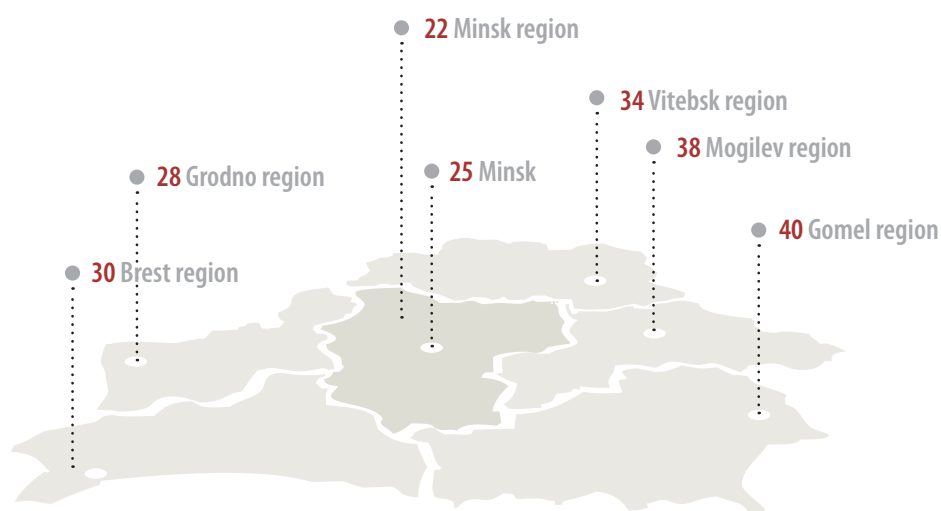 22 Minsk region
34 Vitebsk region
38 Mogilev region
25 Minsk
28 Grodno region
40 Gomel region
30 Brest region